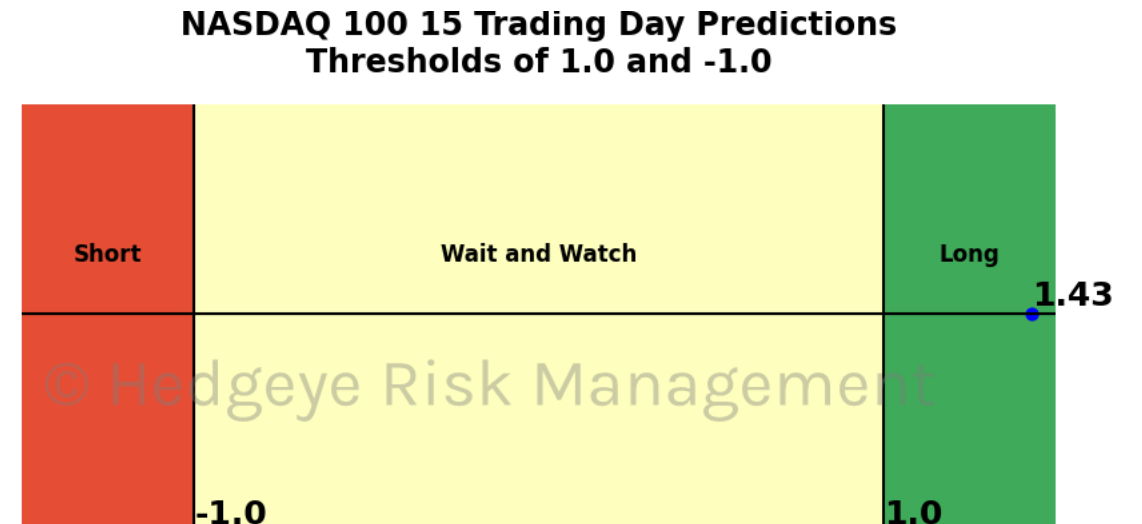 NASDAQ 100 15 Trading Day Predictions
Thresholds of 1.0 and -1.0
Short
Wait and Watch
Long
1.43
© Hedgeye Risk Management
-1.0
1.0